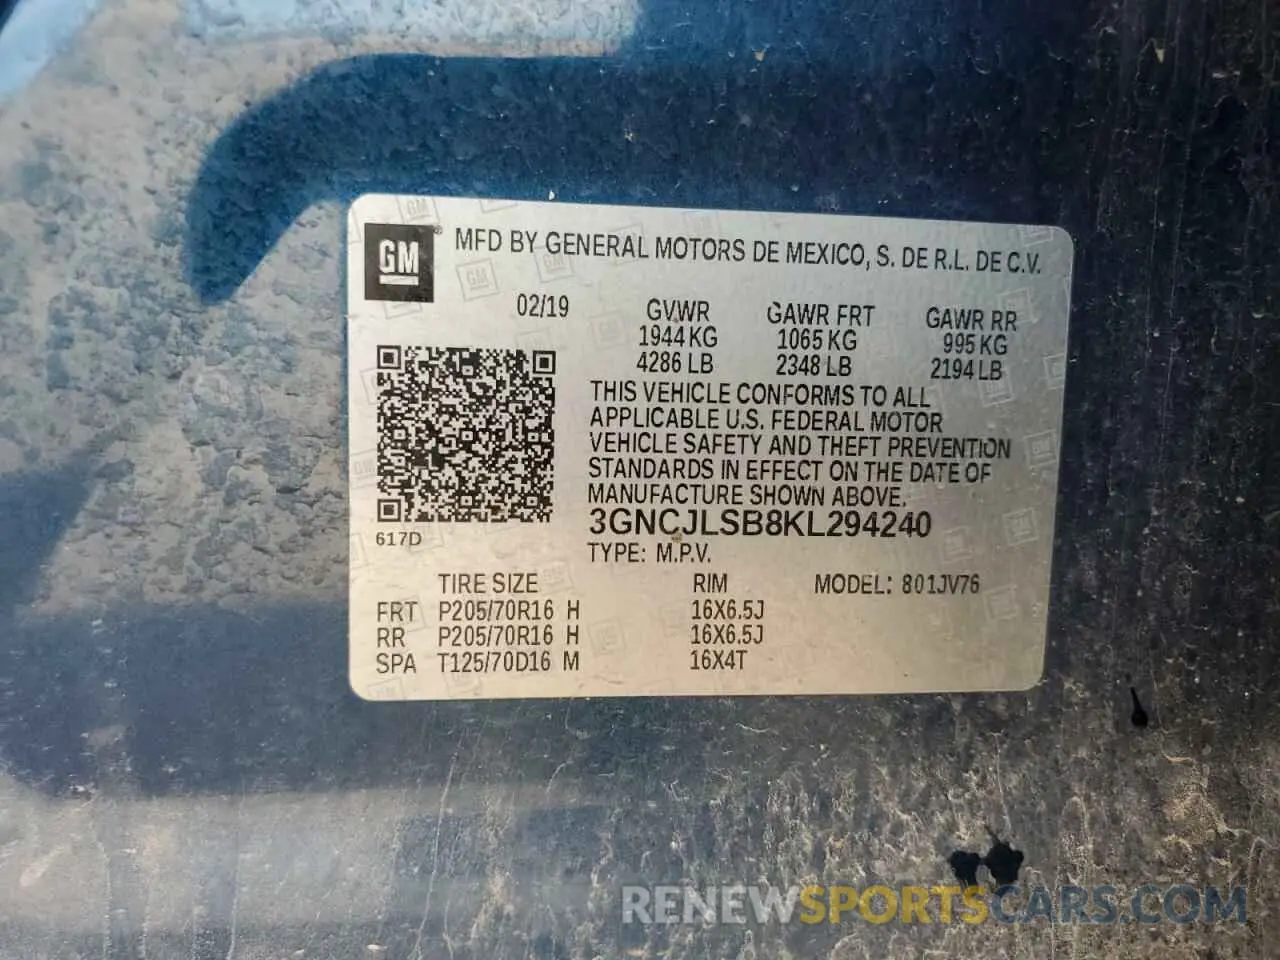 GM
MFD BY GENERAL MOTORS DE MEXICO, S. DE R.L. DE C.V.
02/19 GVWR GAWR FRT GAWR RR
1944 KG 1065 KG 995 KG
4286 LB 2348 LB 2194 LB
THIS VEHICLE CONFORMS TO ALL
APPLICABLE U.S. FEDERAL MOTOR
VEHICLE SAFETY AND THEFT PREVENTION
STANDARDS IN EFFECT ON THE DATE OF
MANUFACTURE SHOWN ABOVE.
3GNCJLSB8KL294240
617D
TYPE: M.P.V.
TIRE SIZE RIM MODEL: 801JV76
FRT P205/70R16 H 16X6.5J
RR P205/70R16 H 16X6.5J
SPA T125/70D16 M 16X4T
RENEWSPORTSCARS.COM